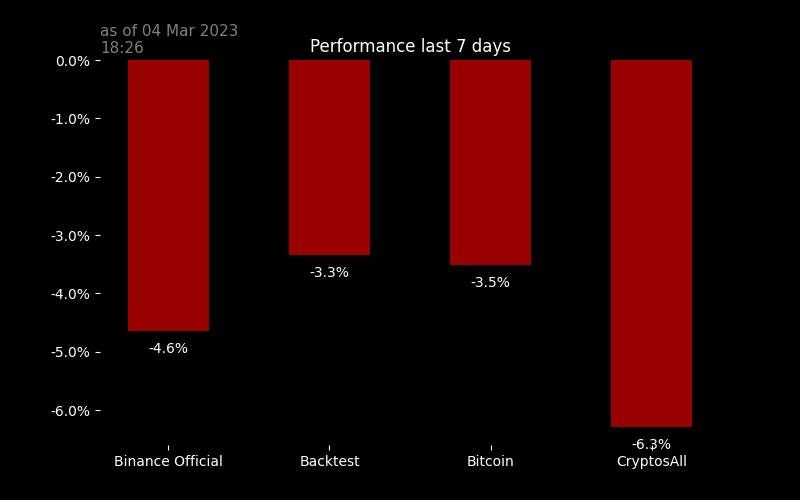 as of 04 Mar 2023
18:26
Performance last 7 days
0.0%
-1.0%
-2.0%
-3.0%
-4.0%
-5.0%
-6.0%
-4.6%
-3.3%
-3.5%
-6.3%
Binance Official
Backtest
Bitcoin
CryptosAll